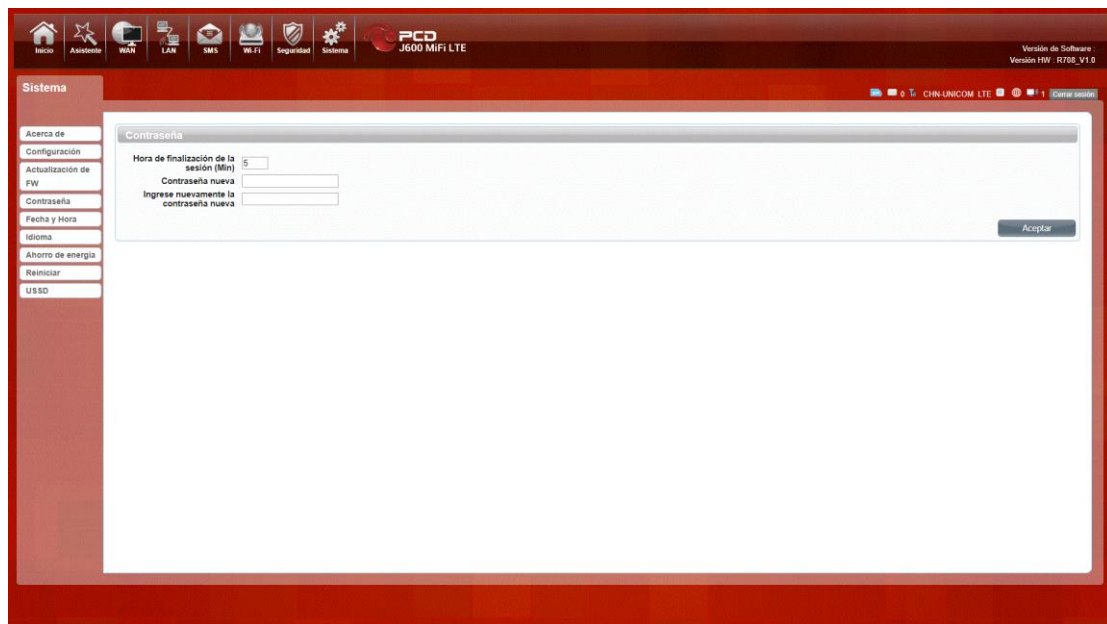 Inicio
Asistente
WAN
LAN
SMS
Wi-Fi
Seguridad
Sistema
PCD
J600 MiFi LTE
Versión de Software :
Versión HW : R708_V1.0
Sistema
0 CHN-UNICOM LTE 1 Cerrar sesión
Acerca de
Configuración
Actualización de
FW
Contraseña
Fecha y Hora
Idioma
Ahorro de energía
Reiniciar
USSD
Contraseña
Hora de finalización de la
sesión (Min) 5
Contraseña nueva
Ingrese nuevamente la
contraseña nueva
Aceptar